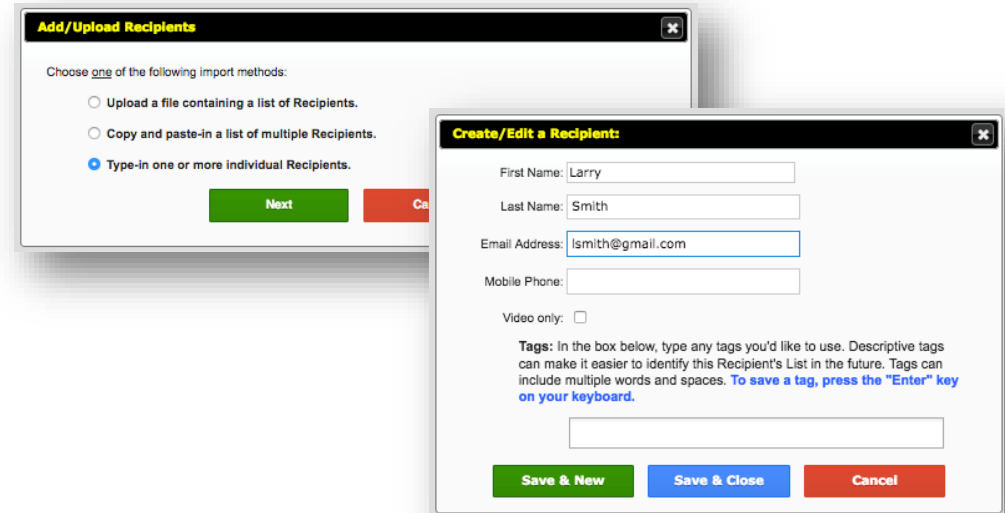 Add/Upload Recipients
Choose one of the following import methods:
Upload a file containing a list of Recipients.
Copy and paste-in a list of multiple Recipients.
Type-in one or more individual Recipients.
Next
Ca
Create/Edit a Recipient:
First Name: Larry
Last Name: Smith
Email Address: lsmith@gmail.com
Mobile Phone:
Video only:
Tags: In the box below, type any tags you'd like to use. Descriptive tags
can make it easier to identify this Recipient's List in the future. Tags can
include multiple words and spaces. To save a tag, press the "Enter" key
on your keyboard.
Save & New
Save & Close
Cancel